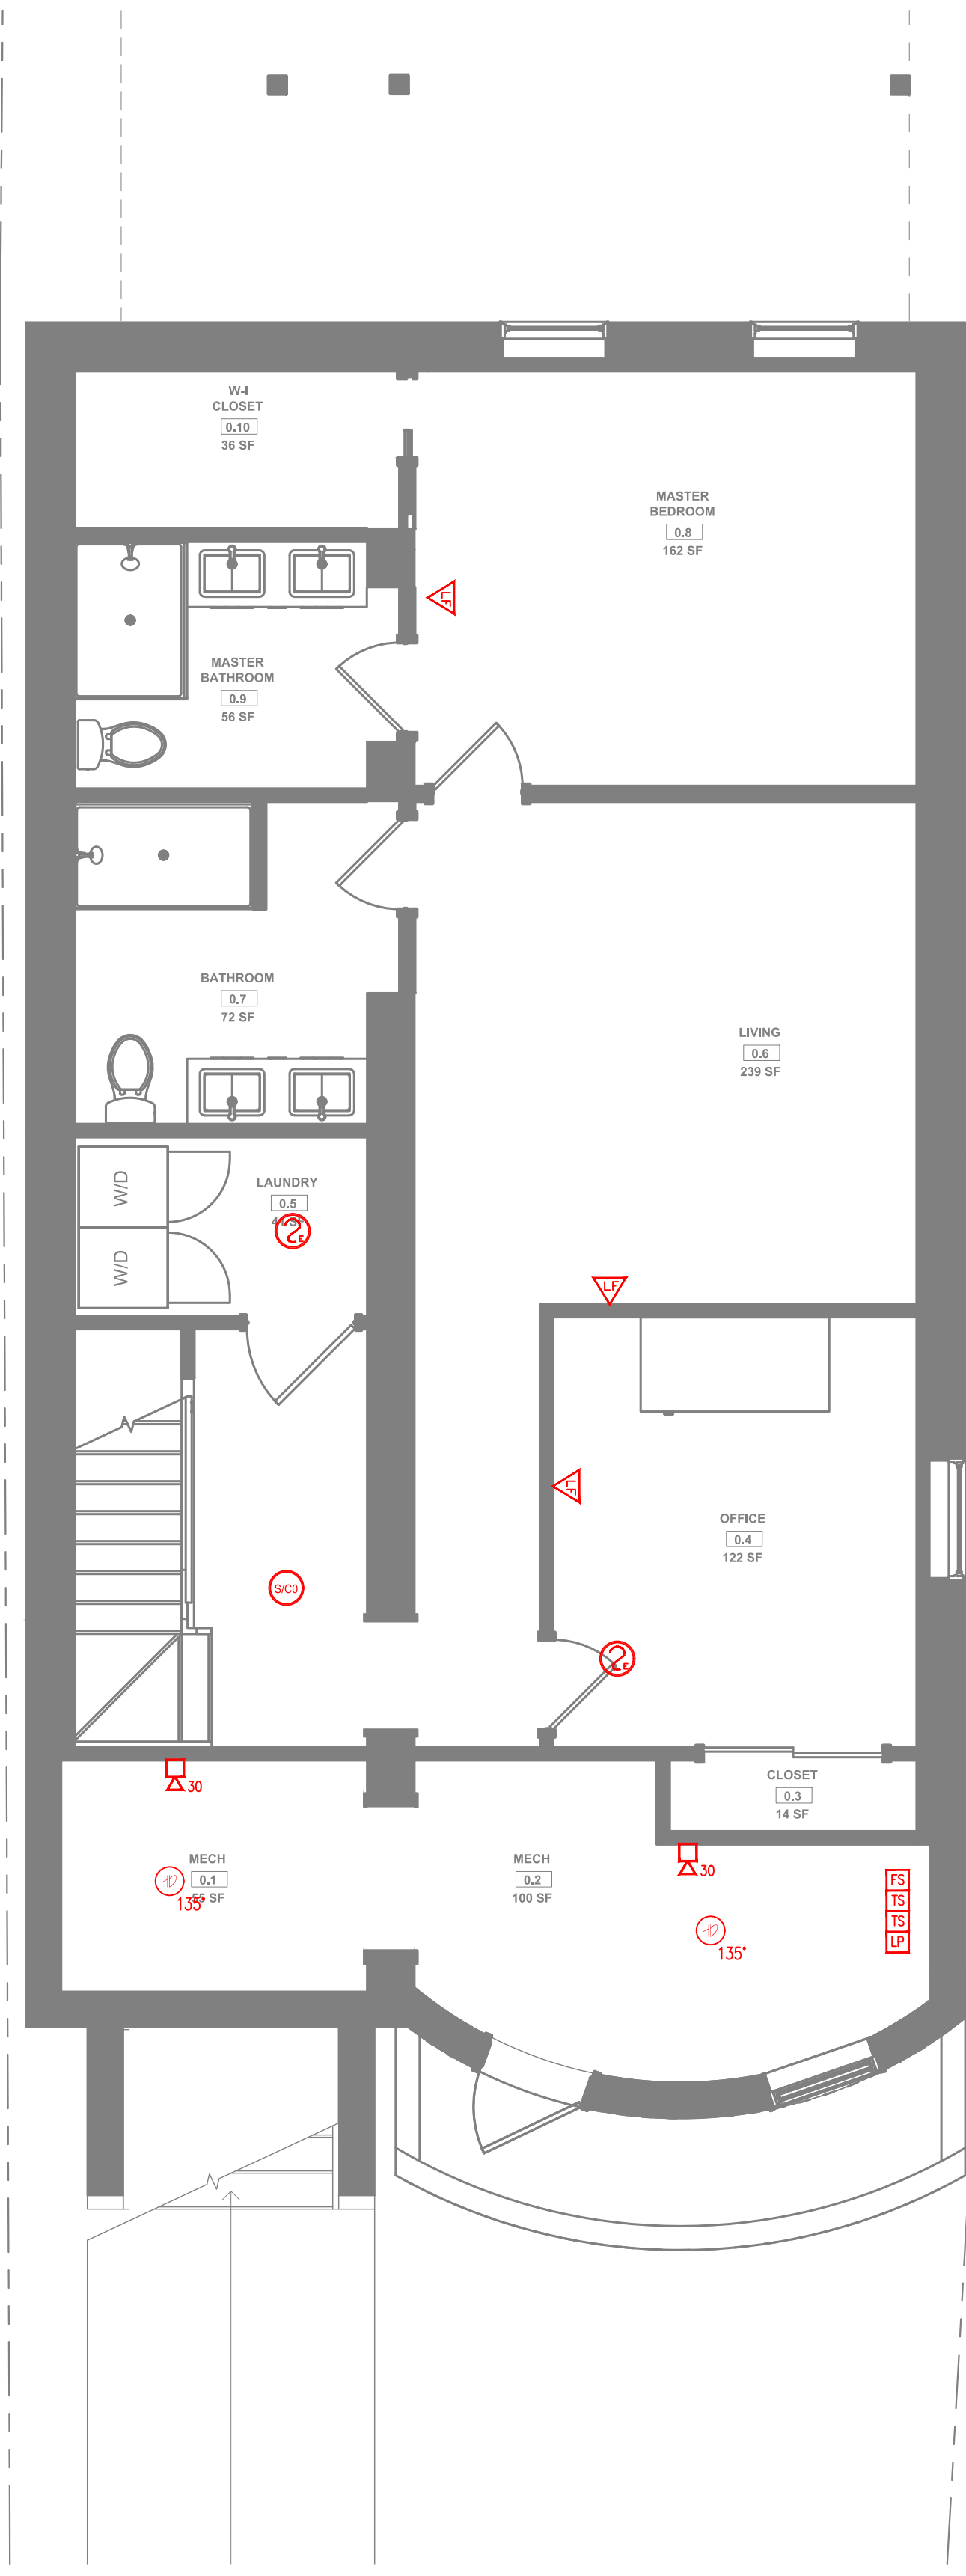 W-I
CLOSET
0.10
36 SF
MASTER
BEDROOM
0.8
162 SF
LF
MASTER
BATHROOM
0.9
56 SF
BATHROOM
0.7
72 SF
LIVING
0.6
239 SF
W/D
LAUNDRY
0.5
E
W/D
LF
LF
OFFICE
0.4
122 SF
S/CO
E
CLOSET
0.3
14 SF
30
MECH
0.1
55 SF
HD
135°
MECH
0.2
100 SF
30
HD
135°
FS
TS
TS
LP